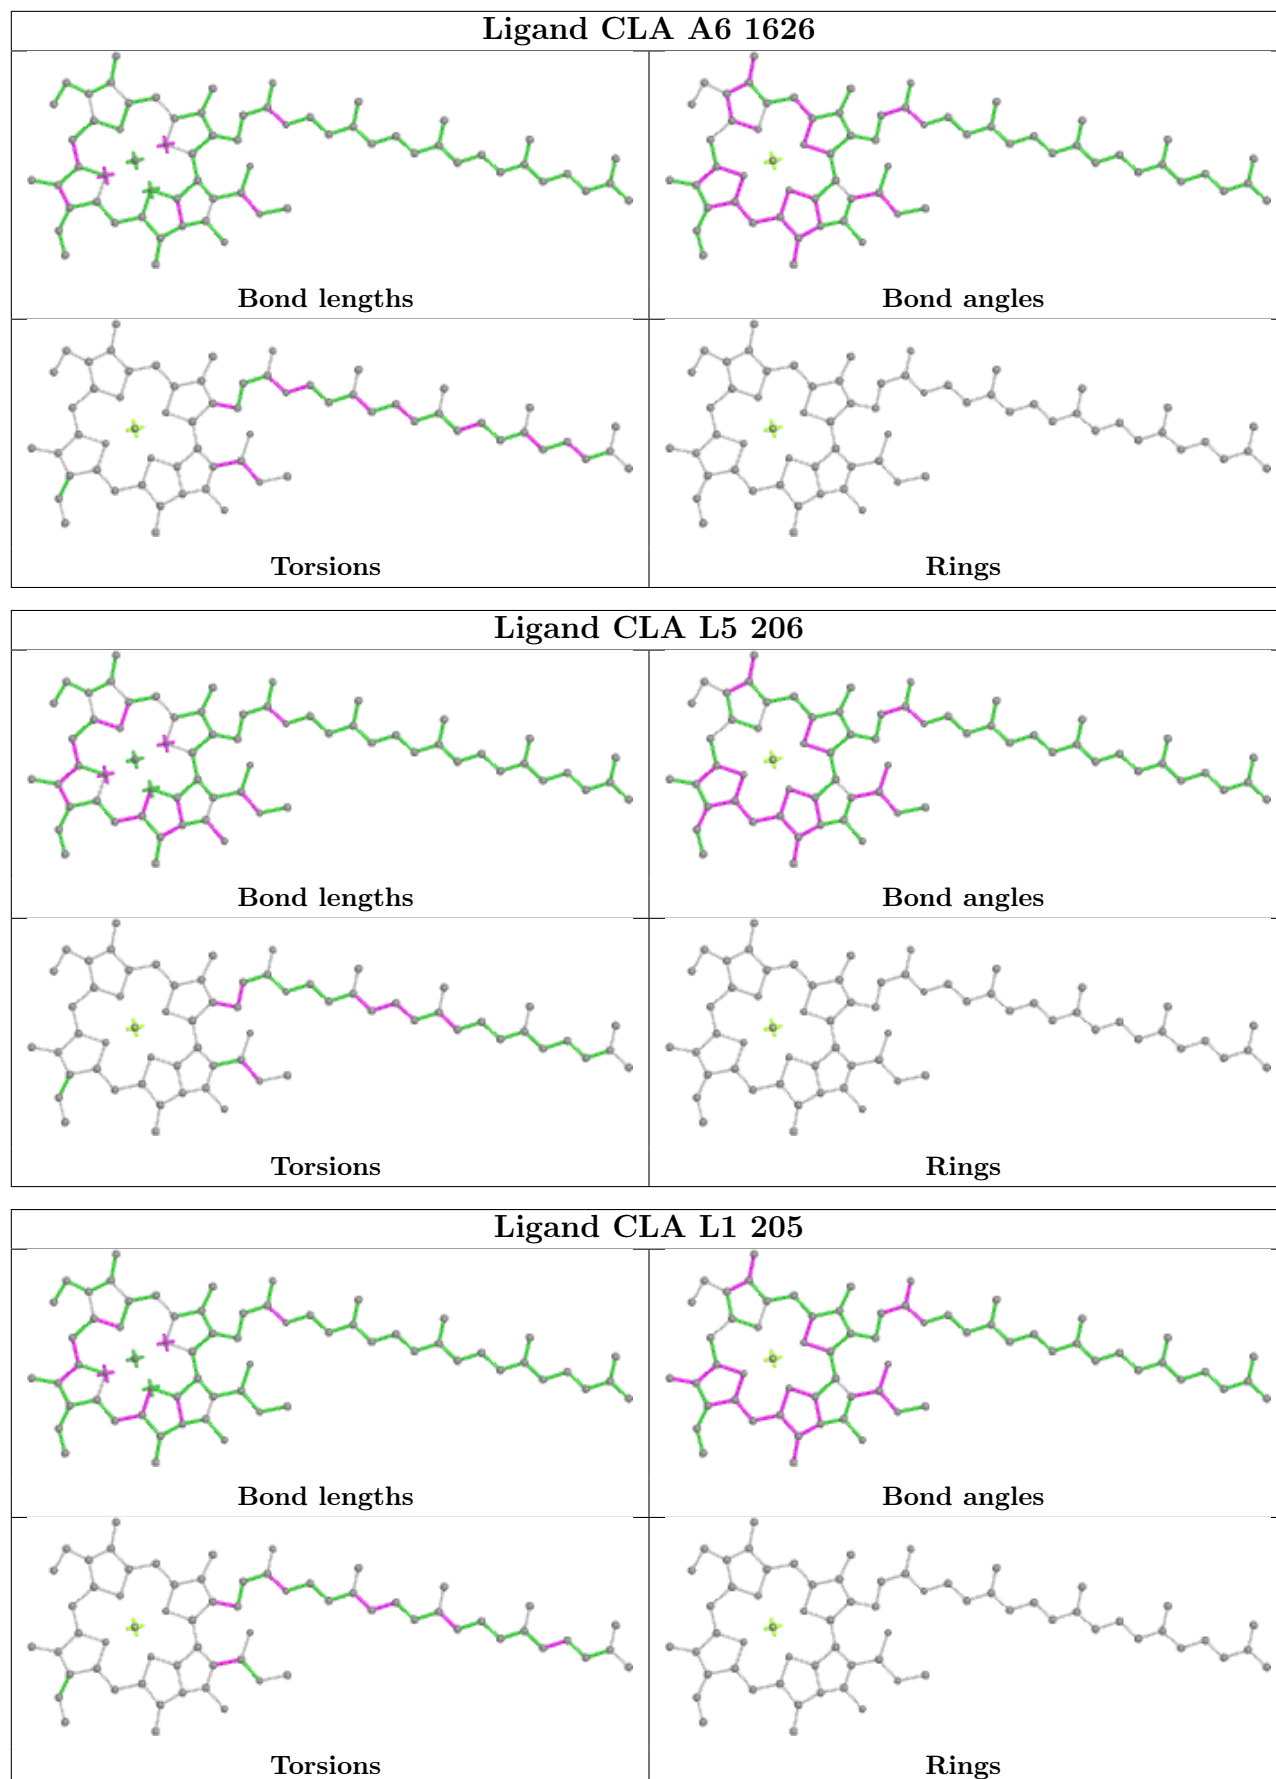 Ligand CLA A6 1626
Bond lengths
Bond angles
Torsions
Rings
Ligand CLA L5 206
Bond lengths
Bond angles
Torsions
Rings
Ligand CLA L1 205
Bond lengths
Bond angles
Torsions
Rings